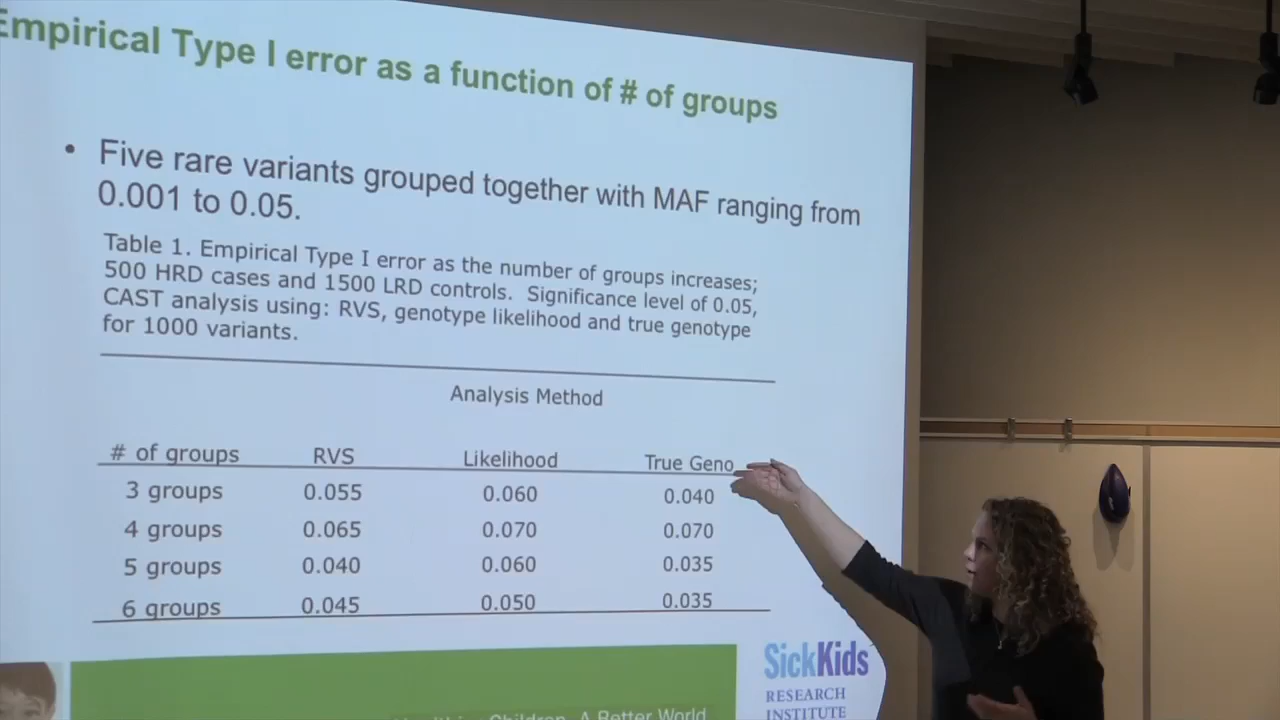 Empirical Type I error as a function of # of groups
• Five rare variants grouped together with MAF ranging from
0.001 to 0.05.
Table 1. Empirical Type I error as the number of groups increases;
500 HRD cases and 1500 LRD controls. Significance level of 0.05,
CAST analysis using: RVS, genotype likelihood and true genotype
for 1000 variants.
Analysis Method
# of groups RVS Likelihood True Geno
3 groups 0.055 0.060 0.040
4 groups 0.065 0.070 0.070
5 groups 0.040 0.060 0.035
6 groups 0.045 0.050 0.035
SickKids
RESEARCH
INSTITUTE
Children. A Better World